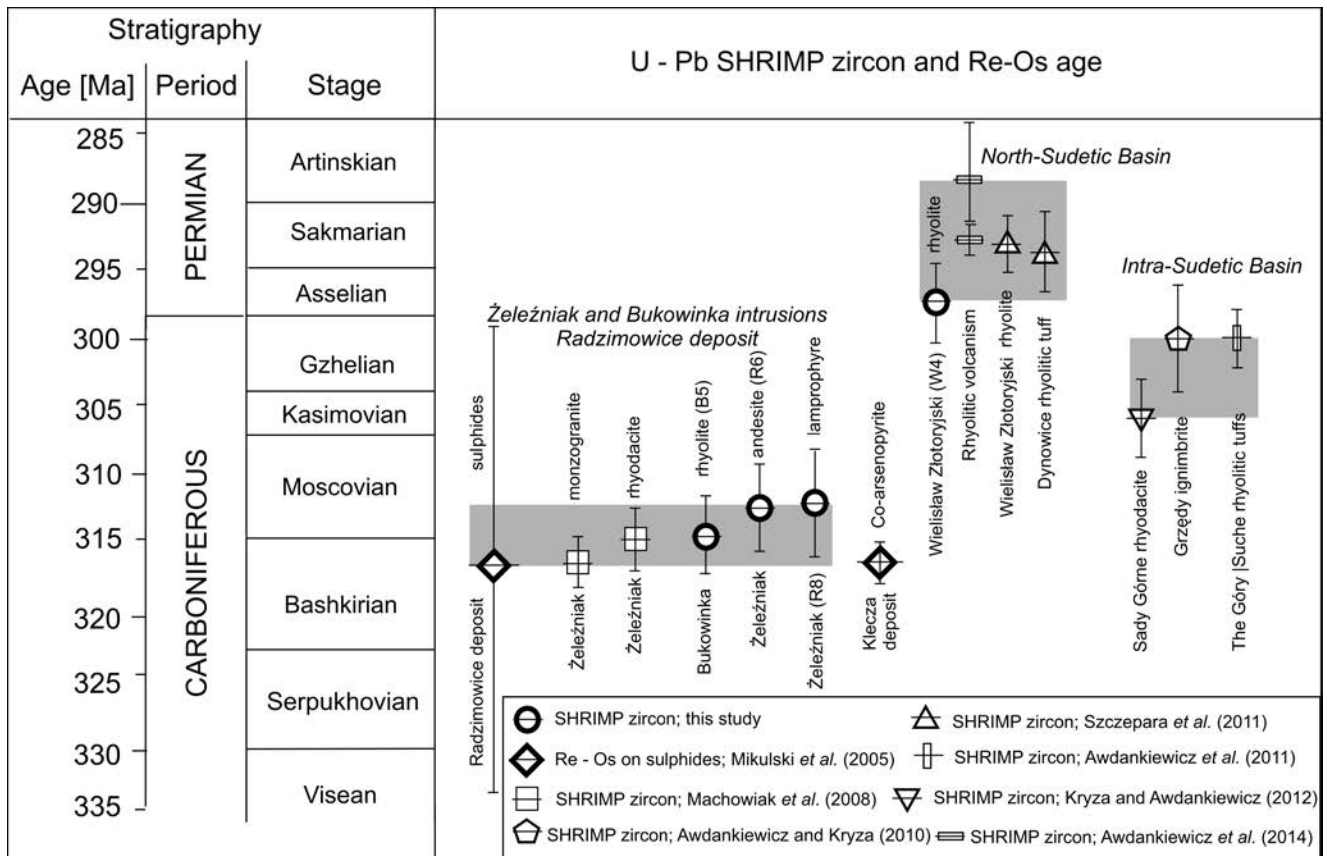 Stratigraphy
U - Pb SHRIMP zircon and Re-Os age
Age [Ma]
Period
Stage
285
290
295
300
305
310
315
320
325
330
335
PERMIAN
CARBONIFEROUS
Artinskian
Sakmarian
Asselian
Gzhelian
Kasimovian
Moscovian
Bashkirian
Serpukhovian
Visean
Żeleźniak and Bukowinka intrusions
Radzimowice deposit
North-Sudetic Basin
Intra-Sudetic Basin
sulphides
Radzimowice deposit
monzogranite
Żeleźniak
rhyodacite
Żeleźniak
rhyolite (B5)
Bukowinka
andesite (R6)
Żeleźniak
lamprophyre
Żeleźniak (R8)
Co-arsenopyrite
Klecza
deposit
rhyolite
Wielisław Złotoryjski (W4)
Rhyolitic volcanism
Wielisław Złotoryjski rhyolite
Dynowice rhyolitic tuff
Sady Górne rhyodacite
Grzędy ignimbrite
The Góry |Suche rhyolitic tuffs
SHRIMP zircon; this study
Re - Os on sulphides; Mikulski et al. (2005)
SHRIMP zircon; Machowiak et al. (2008)
SHRIMP zircon; Awdankiewicz and Kryza (2010)
SHRIMP zircon; Szczepara et al. (2011)
SHRIMP zircon; Awdankiewicz et al. (2011)
SHRIMP zircon; Kryza and Awdankiewicz (2012)
SHRIMP zircon; Awdankiewicz et al. (2014)